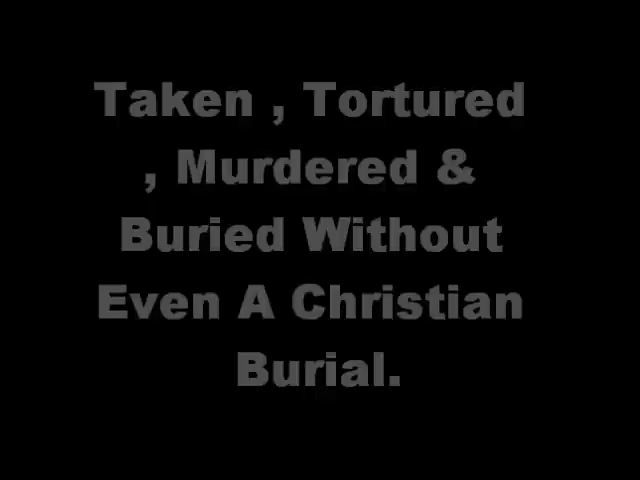 Taken , Tortured
, Murdered &
Buried Without
Even A Christian
Burial.